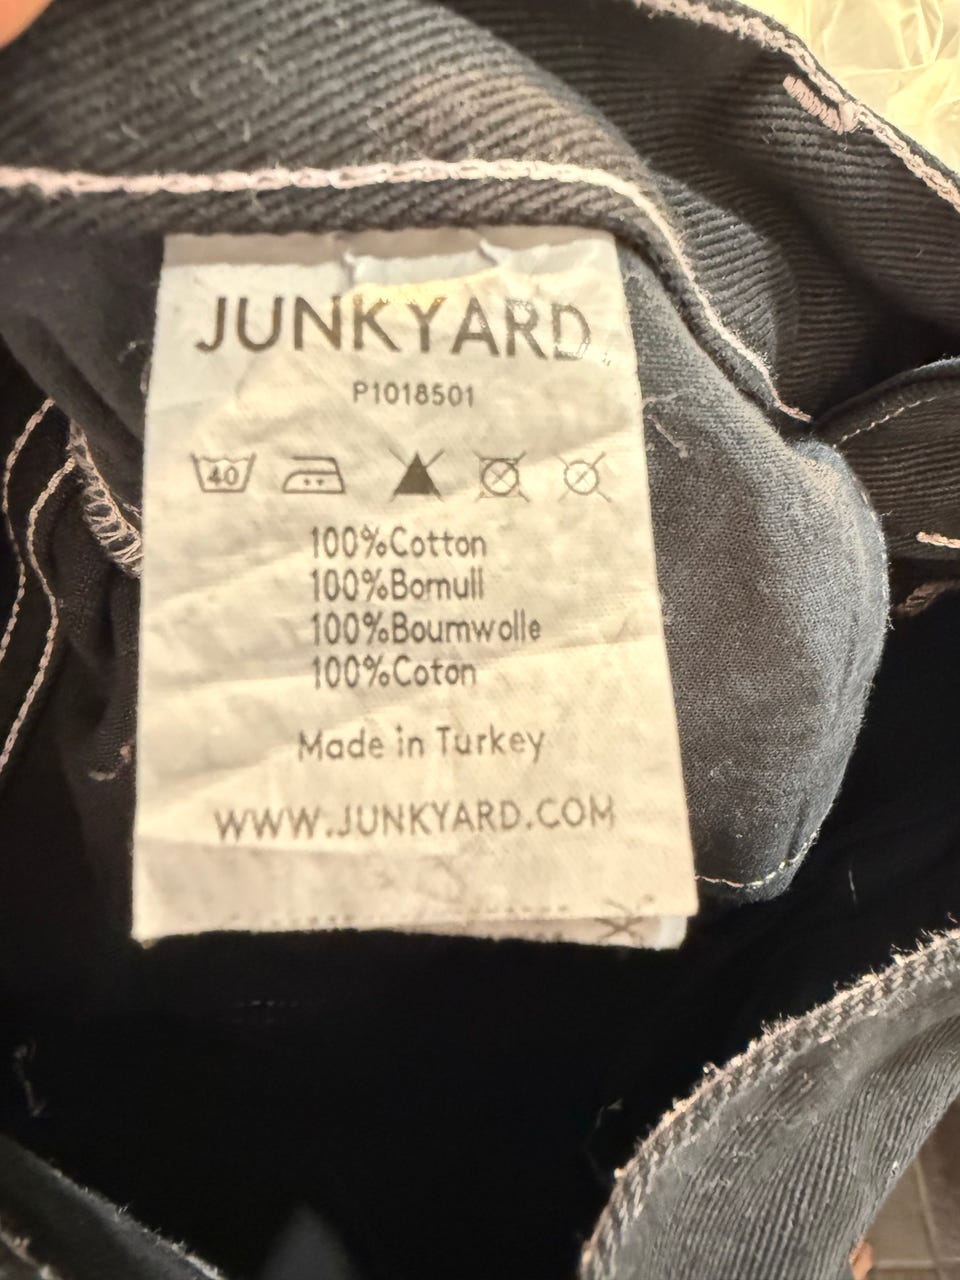 JUNKYARD
P1018501
40
100%Cotton
100%Bomull
100%Boumwolle
100%Coton
Made in Turkey
WWW.JUNKYARD.COM